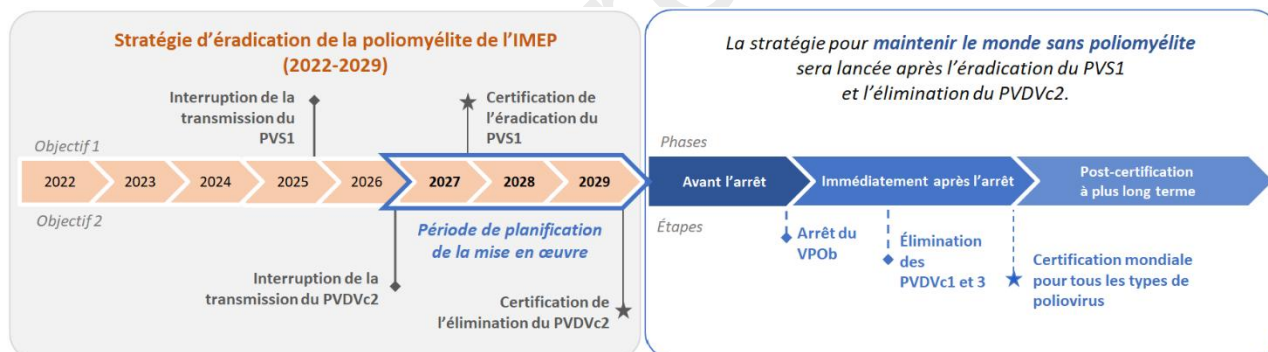 Stratégie d'éradication de la poliomyélite de l'IMEP
(2022-2029)
Interruption de la
transmission du
PVS1
Certification de
l'éradication du
PVS1
Objectif 1
2022
2023
2024
2025
2026
2027
2028
2029
Objectif 2
Période de planification
de la mise en œuvre
Interruption de la
transmission du PVDVc2
Certification de
l'élimination du PVDVc2
La stratégie pour maintenir le monde sans poliomyélite
sera lancée après l'éradication du PVS1
et l'élimination du PVDVc2.
Phases
Avant l'arrêt
Immédiatement après l'arrêt
Post-certification
à plus long terme
Étapes
Arrêt du
VPOb
Élimination
des
PVDVc1 et 3
Certification mondiale
pour tous les types de
poliovirus